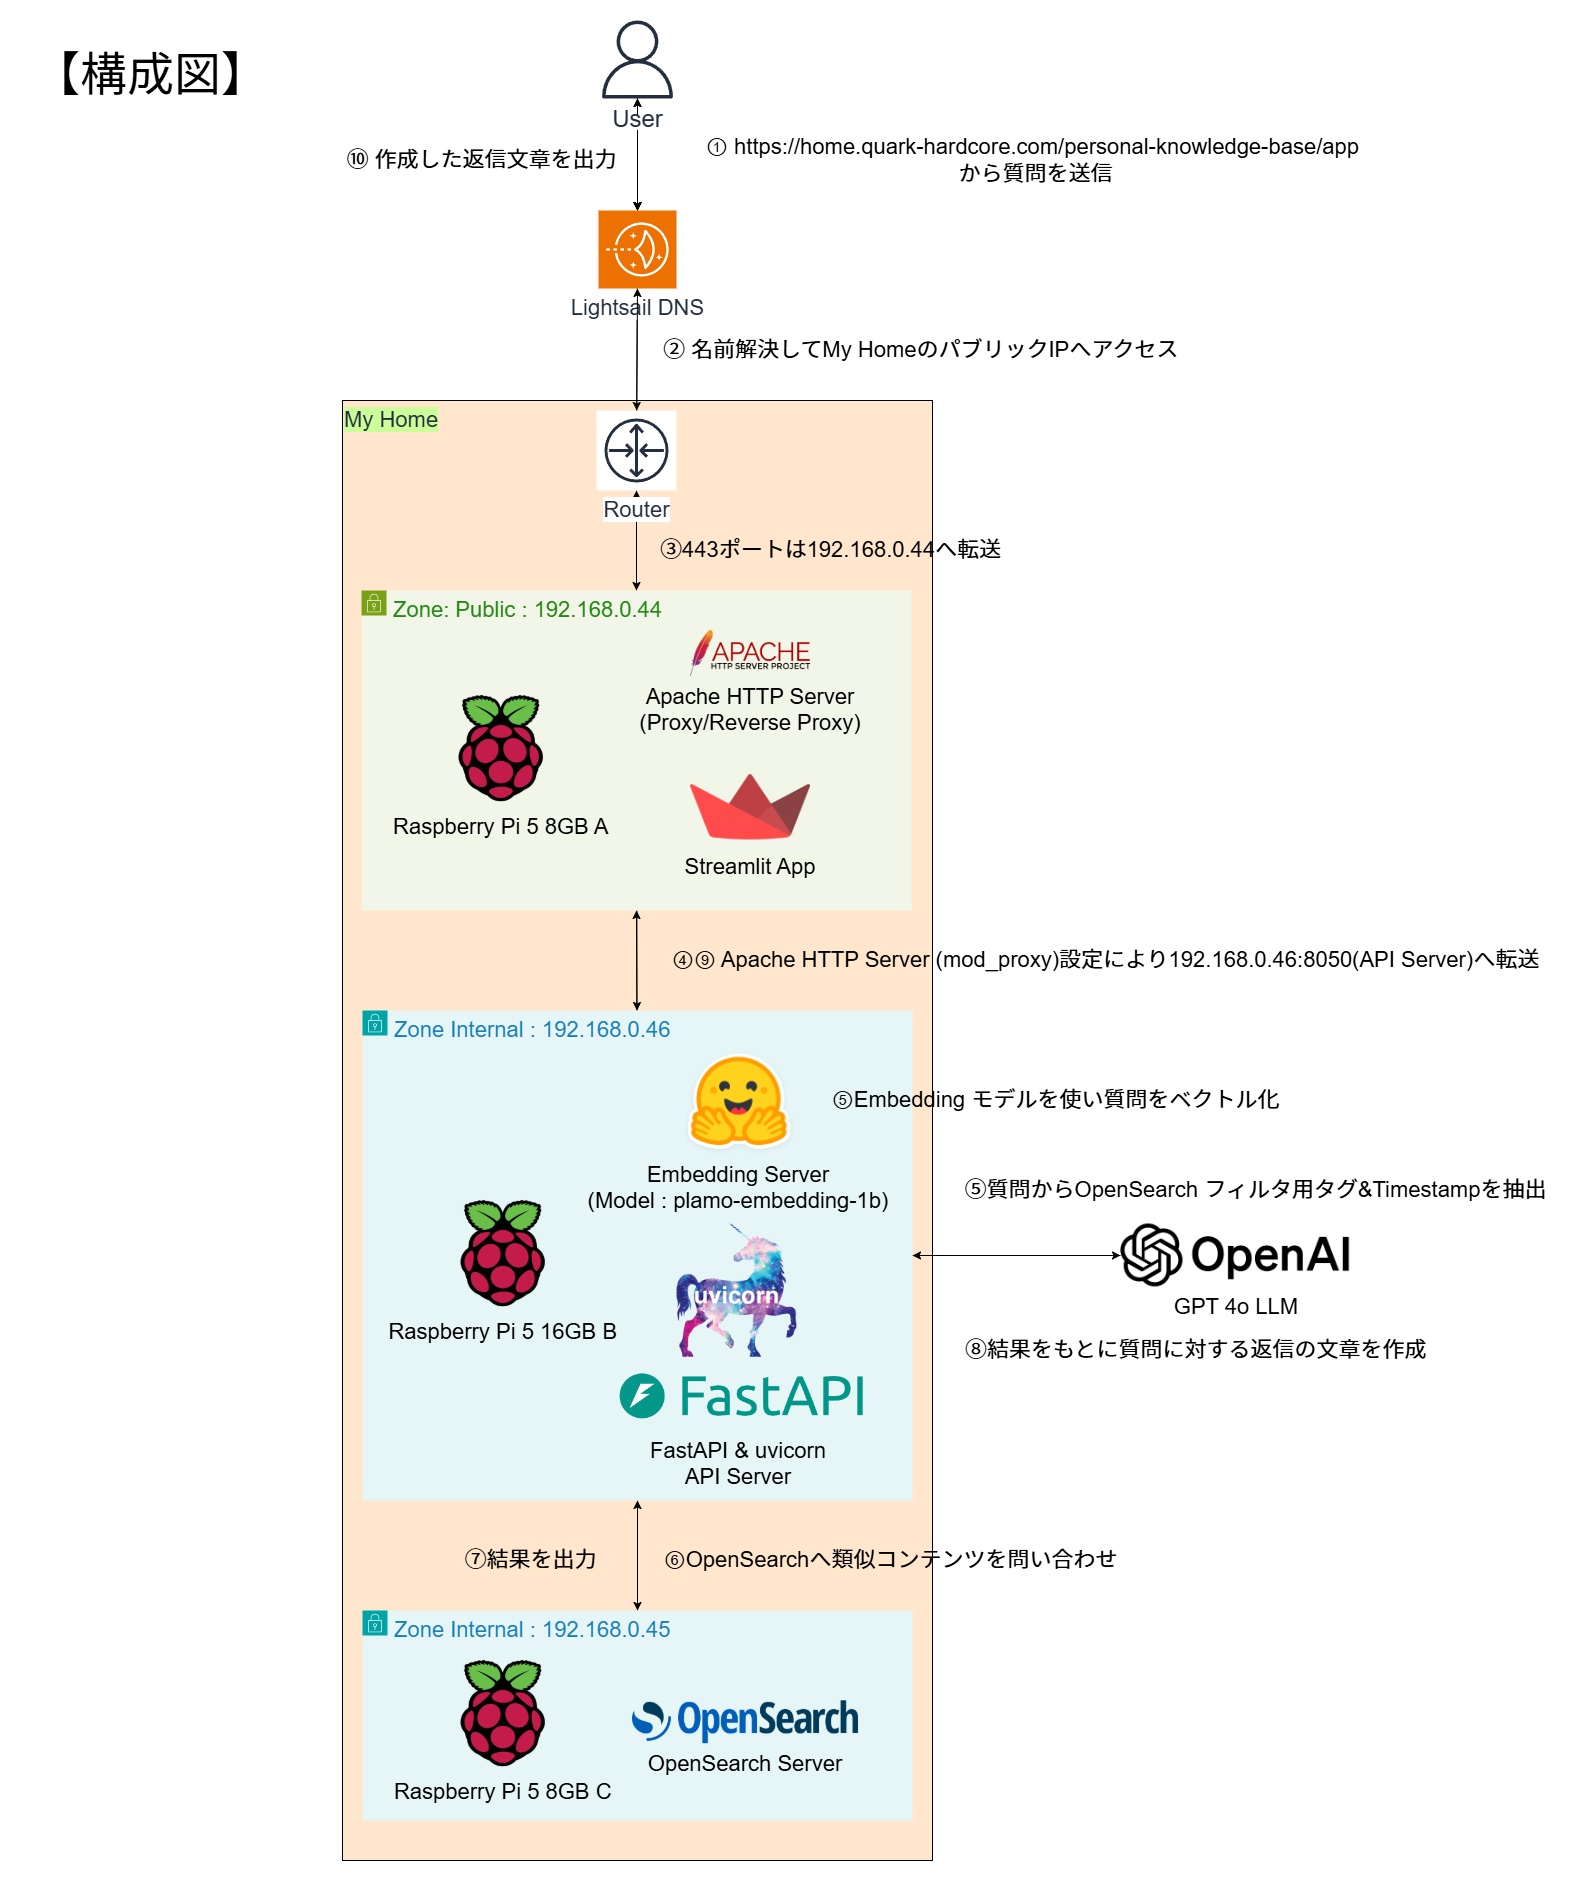 【構成図】
User
⑩ 作成した返信文章を出力
① https://home.quark-hardcore.com/personal-knowledge-base/app
から質問を送信
Lightsail DNS
② 名前解決してMy HomeのパブリックIPへアクセス
My Home
Router
③443ポートは192.168.0.44へ転送
Zone: Public : 192.168.0.44
APACHE
HTTP SERVER PROJECT
Apache HTTP Server
(Proxy/Reverse Proxy)
Raspberry Pi 5 8GB A
Streamlit App
④⑨ Apache HTTP Server (mod_proxy)設定により192.168.0.46:8050(API Server)へ転送
Zone Internal : 192.168.0.46
⑤Embedding モデルを使い質問をベクトル化
Embedding Server
(Model : plamo-embedding-1b)
⑤質問からOpenSearch フィルタ用タグ&Timestampを抽出
OpenAI
GPT 4o LLM
⑧結果をもとに質問に対する返信の文章を作成
uvicorn
Raspberry Pi 5 16GB B
FastAPI
FastAPI & uvicorn
API Server
⑦結果を出力
⑥OpenSearchへ類似コンテンツを問い合わせ
Zone Internal : 192.168.0.45
OpenSearch
OpenSearch Server
Raspberry Pi 5 8GB C